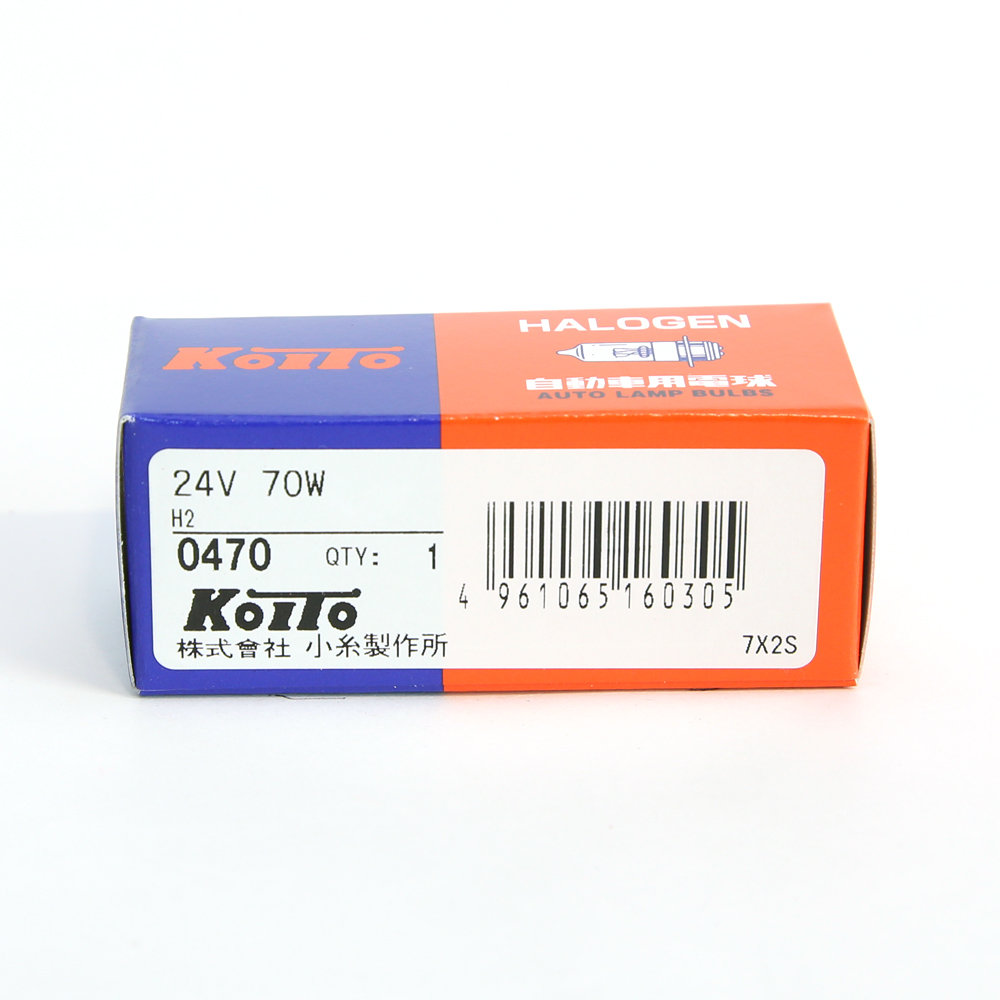 KOITO
HALOGEN
自動車用電球
AUTO LAMP BULBS
24V 70W
H2
0470 QTY: 1
KOITO
株式會社 小糸製作所
4 961065 160305
7X2S